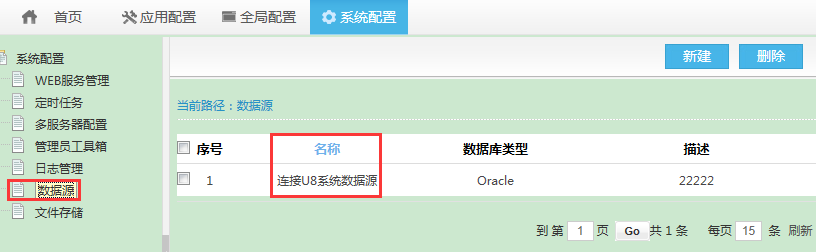 首页 应用配置 全局配置 系统配置
系统配置
WEB服务管理
定时任务
多服务器配置
管理员工具箱
日志管理
数据源
文件存储
新建 删除
当前路径：数据源
序号 名称 数据库类型 描述
1 连接U8系统数据源 Oracle 22222
到 第 1 页 Go 共 1 条 每页 15 条 刷新